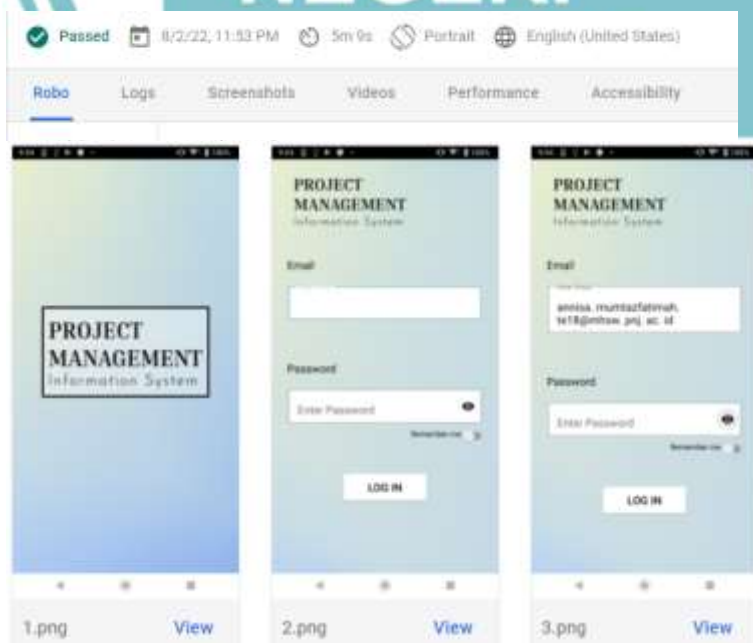 NEGERI
Passed 8/2/22, 11:53 PM 5m 9s Portrait English (United States)
Robo Logs Screenshots Videos Performance Accessibility
PROJECT
MANAGEMENT
Information System
1.png View
PROJECT
MANAGEMENT
Information System
Email
Password
Enter Password
Remember me
LOG IN
2.png View
PROJECT
MANAGEMENT
Information System
Email
annisa.mumtazfatimah.
te18@mhsw.pnj.ac.id
Password
Enter Password
Remember me
LOG IN
3.png View